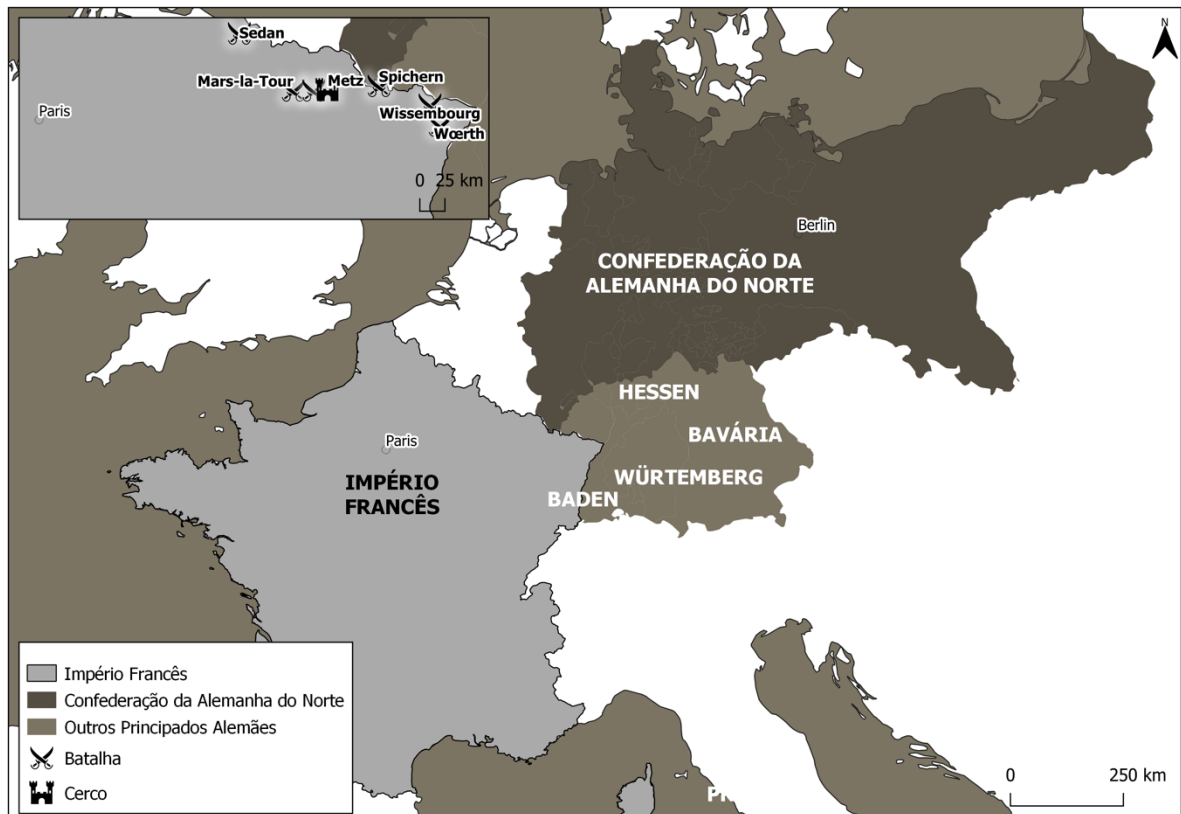 Sedan
Mars-la-Tour
Metz
Spichern
Wissembourg
Wœrth
Paris
0 25 km
N
Berlin
CONFEDERAÇÃO DA
ALEMANHA DO NORTE
HESSEN
BAVÁRIA
WÜRTEMBERG
BADEN
Paris
IMPÉRIO
FRANCÊS
Império Francês
Confederação da Alemanha do Norte
Outros Principados Alemães
Batalha
Cerco
0 250 km